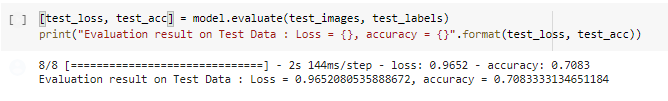 [ ] [test_loss, test_acc] = model.evaluate(test_images, test_labels)
print("Evaluation result on Test Data : Loss = {}, accuracy = {}".format(test_loss, test_acc))
8/8 [==============================] - 2s 144ms/step - loss: 0.9652 - accuracy: 0.7083
Evaluation result on Test Data : Loss = 0.9652080535888672, accuracy = 0.7083333134651184